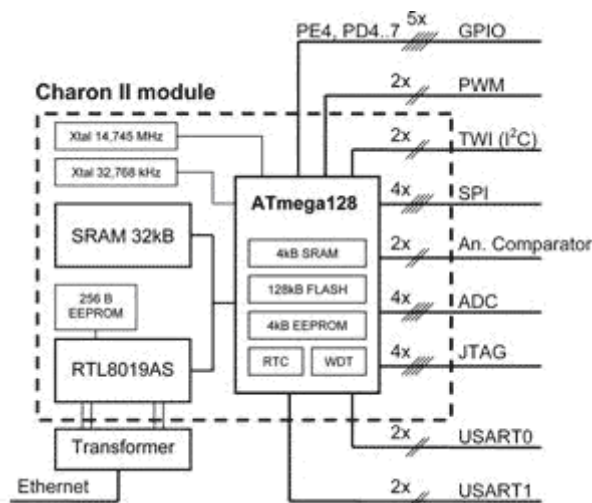 PE4, PD4..7 5x GPIO
2x PWM
Charon II module
Xtal 14,745 MHz
2x TWI (I²C)
Xtal 32,768 kHz
ATmega128
4x SPI
SRAM 32kB
4kB SRAM
2x An. Comparator
128kB FLASH
256 B
EEPROM
4x ADC
4kB EEPROM
RTL8019AS
RTC WDT
4x JTAG
Transformer
2x USART0
Ethernet
2x USART1